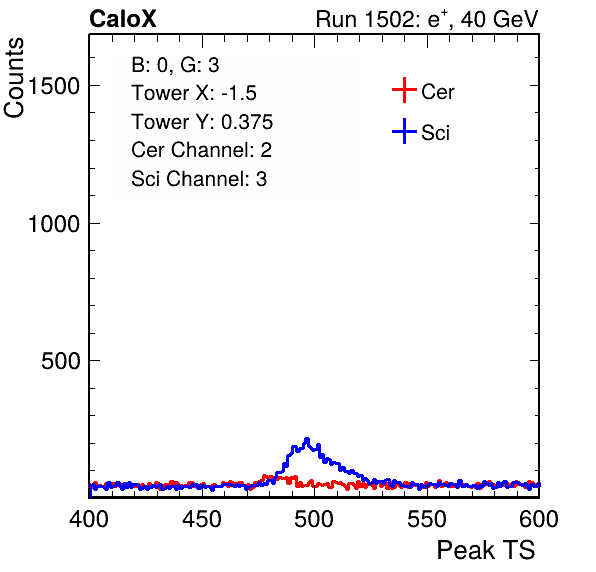 CaloX Run 1502: e+, 40 GeV
Counts
B: 0, G: 3
Tower X: -1.5
Tower Y: 0.375
Cer Channel: 2
Sci Channel: 3
Cer
Sci
1500
1000
500
400 450 500 550 600
Peak TS